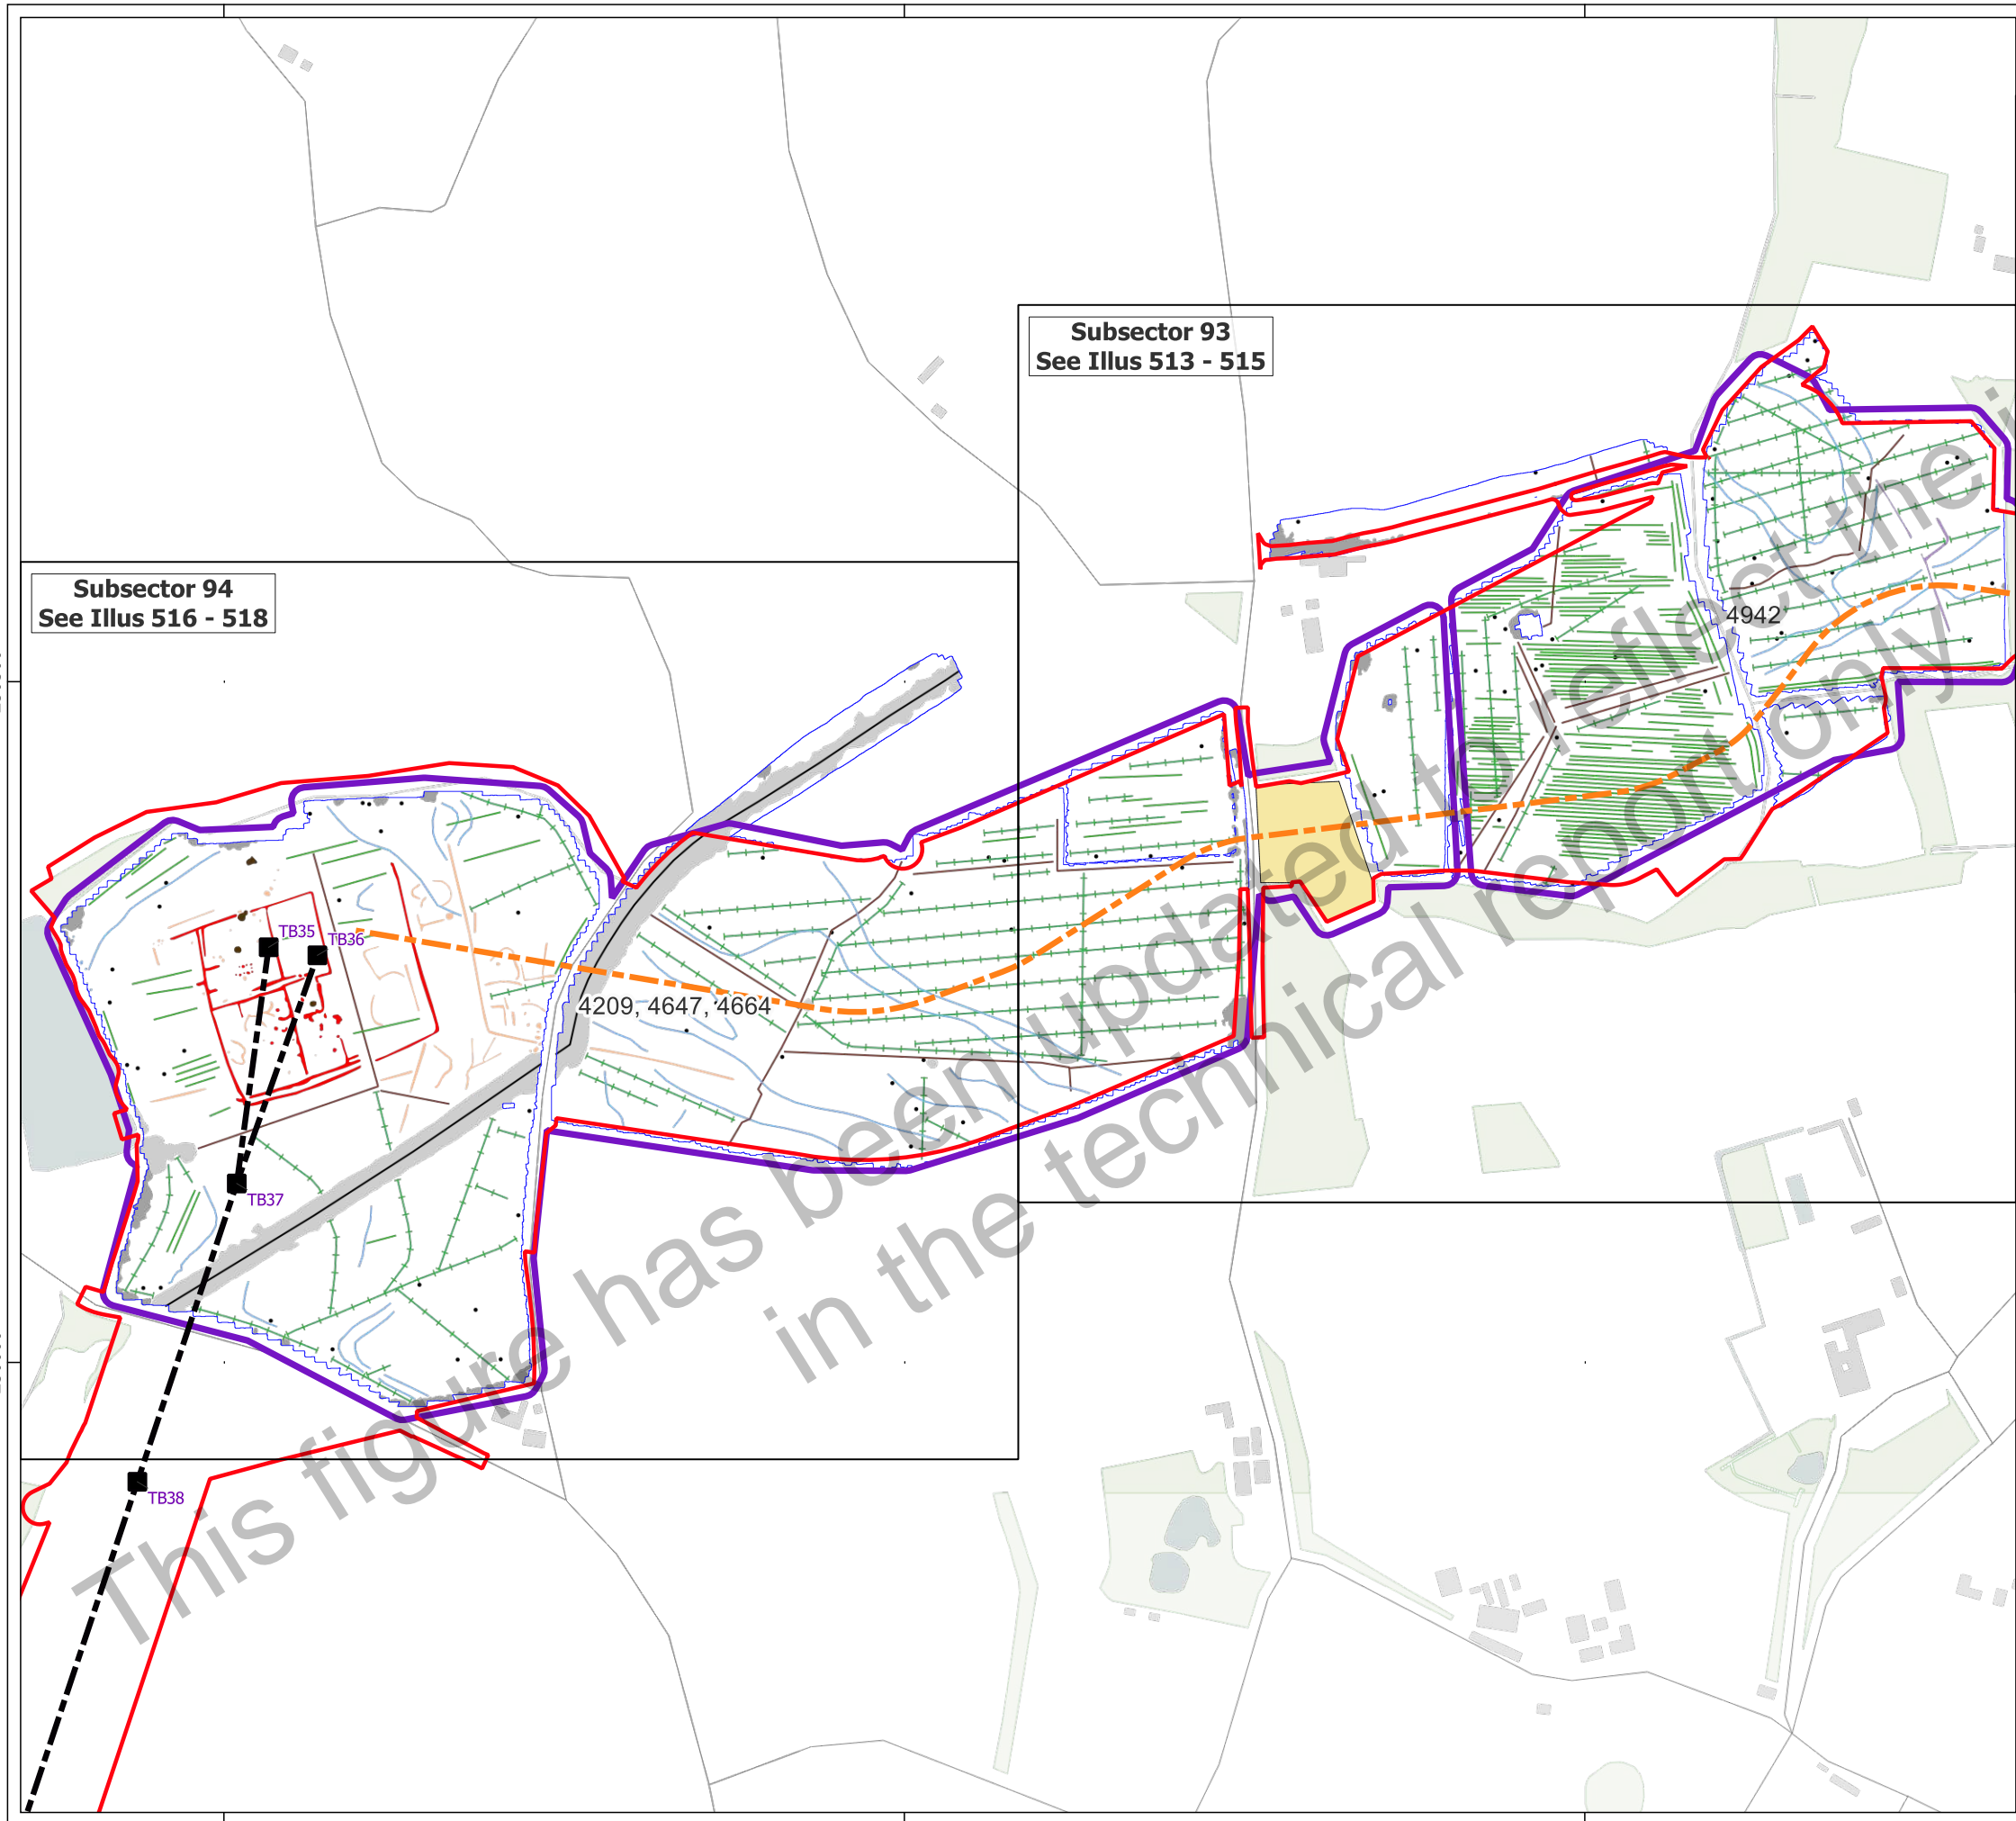 Subsector 93
See Illus 513 - 515
Subsector 94
See Illus 516 - 518
4942
TB35
TB36
4209, 4647, 4664
TB37
TB38
This figure has been updated to reflect the
in the technical report only